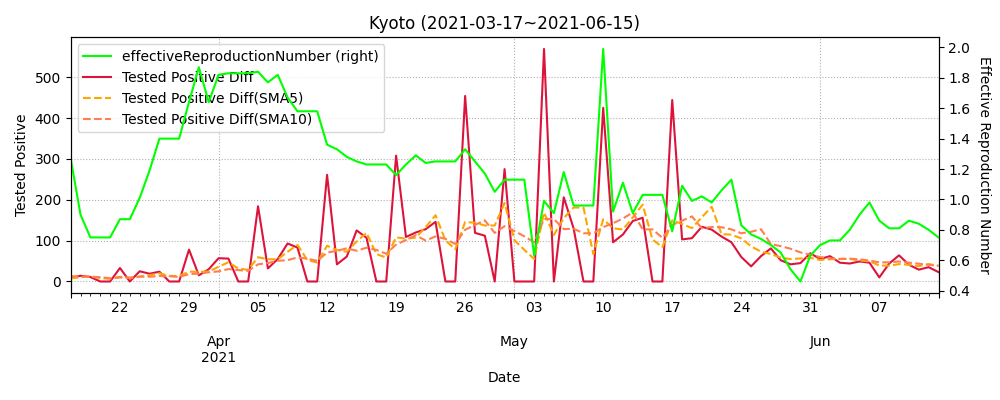 Kyoto (2021-03-17~2021-06-15)
effectiveReproductionNumber (right)
Tested Positive Diff
Tested Positive Diff(SMA5)
Tested Positive Diff(SMA10)
Tested Positive
500
400
300
200
100
0
2.0
1.8
1.6
1.4
1.2
1.0
0.8
0.6
0.4
Effective Reproduction Number
22 29 05 12 19 26 03 10 17 24 31 07
Apr May Jun
2021
Date